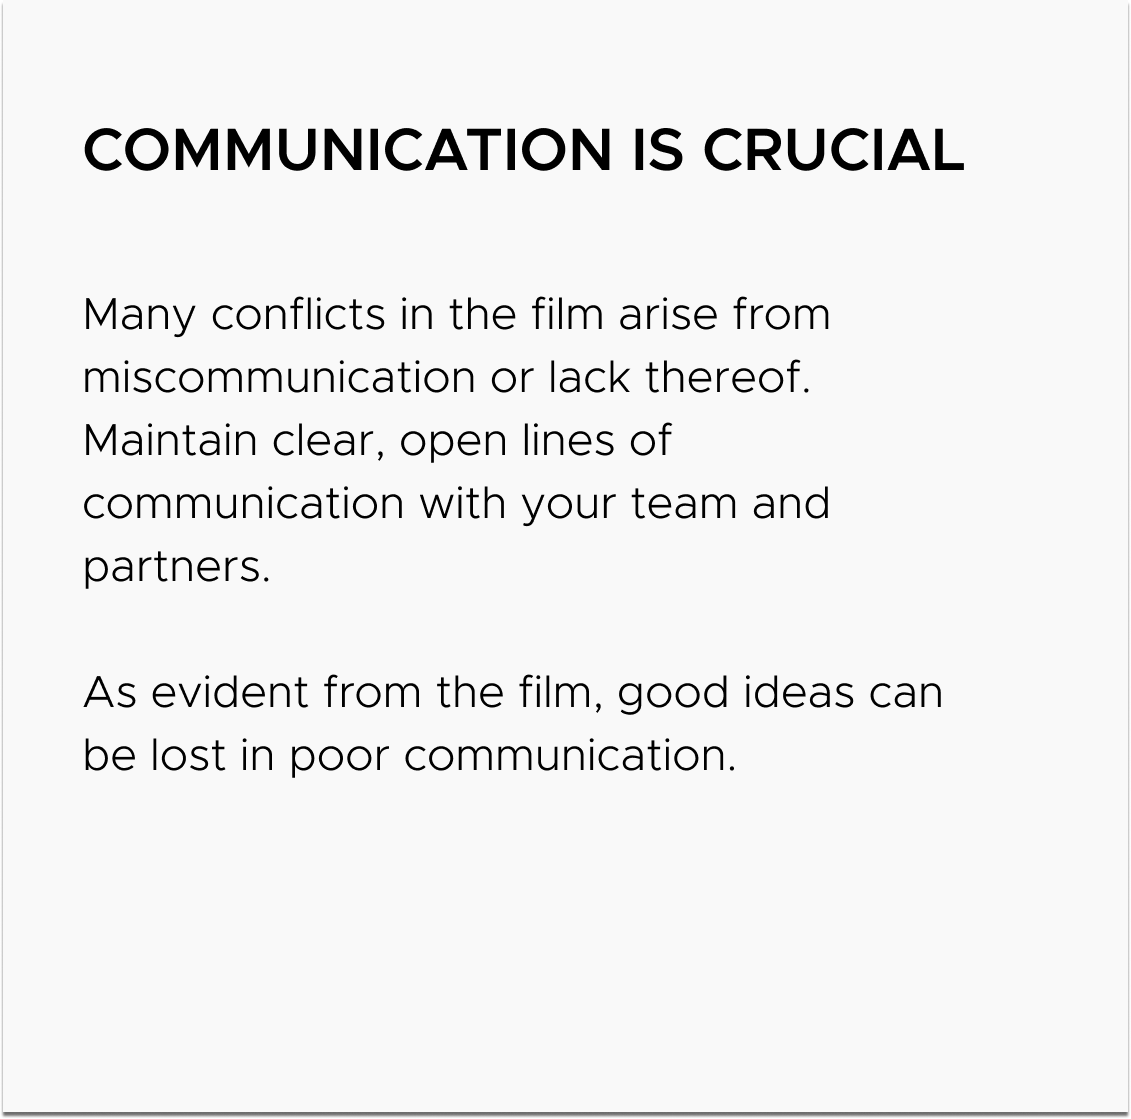 COMMUNICATION IS CRUCIAL
Many conflicts in the film arise from
miscommunication or lack thereof.
Maintain clear, open lines of
communication with your team and
partners.
As evident from the film, good ideas can
be lost in poor communication.